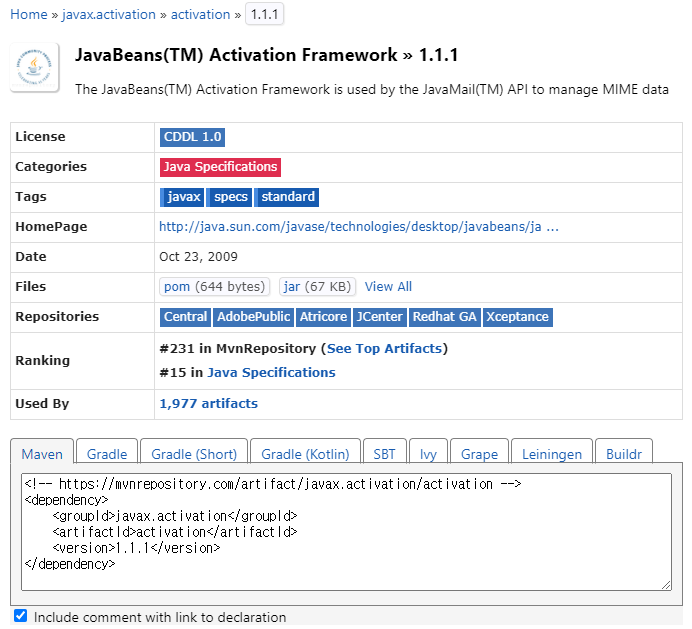 Home » javax.activation » activation » 1.1.1
JavaBeans(TM) Activation Framework » 1.1.1
The JavaBeans(TM) Activation Framework is used by the JavaMail(TM) API to manage MIME data
License CDDL 1.0
Categories Java Specifications
Tags javax specs standard
HomePage http://java.sun.com/javase/technologies/desktop/javabeans/ja ...
Date Oct 23, 2009
Files pom (644 bytes) jar (67 KB) View All
Repositories Central AdobePublic Atricore JCenter Redhat GA Xceptance
Ranking #231 in MvnRepository (See Top Artifacts)
#15 in Java Specifications
Used By 1,977 artifacts
Maven Gradle Gradle (Short) Gradle (Kotlin) SBT Ivy Grape Leiningen Buildr
<!-- https://mvnrepository.com/artifact/javax.activation/activation -->
<dependency>
    <groupId>javax.activation</groupId>
    <artifactId>activation</artifactId>
    <version>1.1.1</version>
</dependency>
Include comment with link to declaration